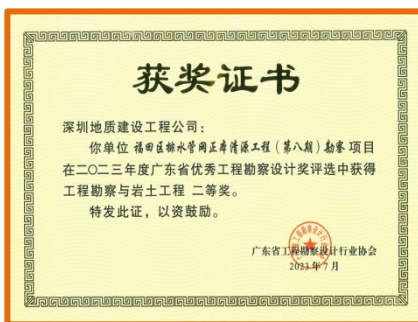 获奖证书
深圳地质建设工程公司：
你单位 福田区排水管网正本清源工程（第八期）勘察 项目
在二〇二三年度广东省优秀工程勘察设计奖评选中获得
工程勘察与岩土工程 二等奖。
特发此证，以资鼓励。
广东省工程勘察设计行业协会
2023年7月